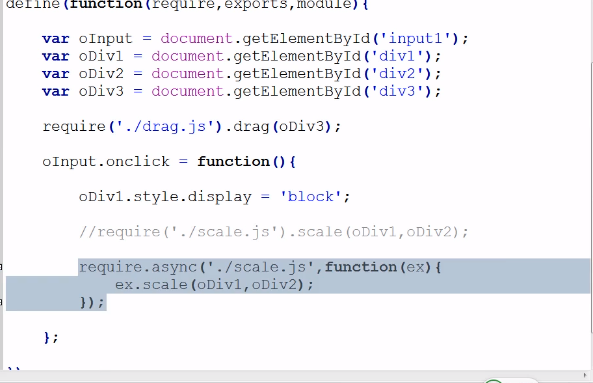 define(function(require,exports,module){
var oInput = document.getElementById('input1');
var oDiv1 = document.getElementById('div1');
var oDiv2 = document.getElementById('div2');
var oDiv3 = document.getElementById('div3');
require('./drag.js').drag(oDiv3);
oInput.onclick = function(){
oDiv1.style.display = 'block';
//require('./scale.js').scale(oDiv1,oDiv2);
require.async('./scale.js',function(ex){
ex.scale(oDiv1,oDiv2);
});
};